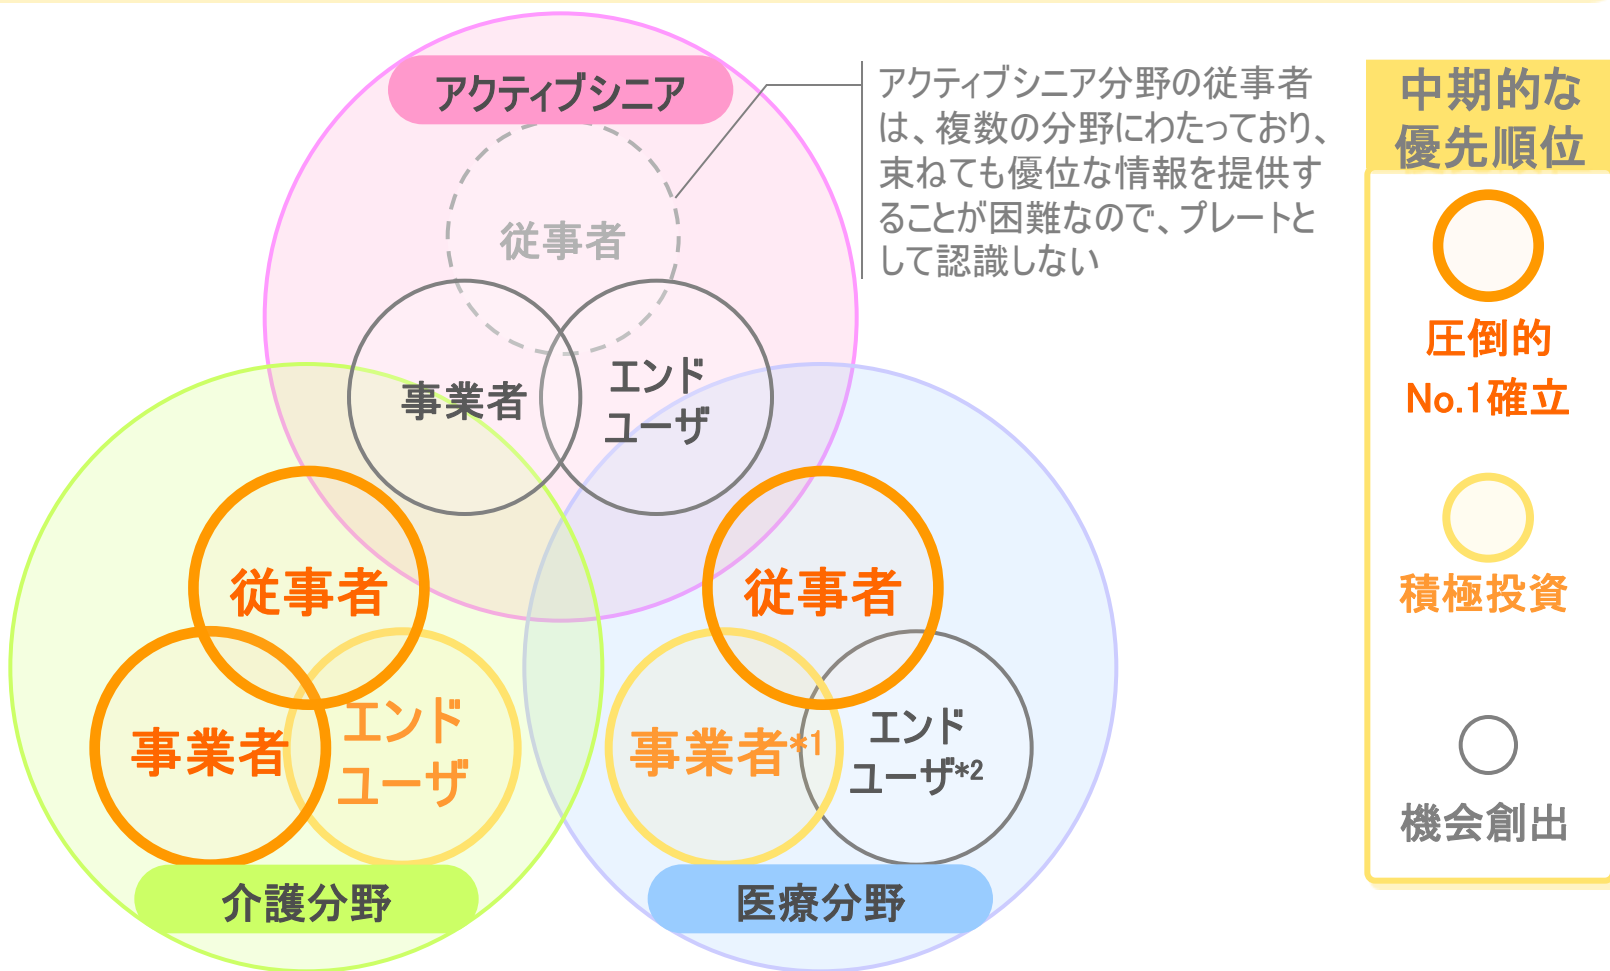 アクティブシニア
従事者
事業者
エンド
ユーザ
アクティブシニア分野の従事者
は、複数の分野にわたっており、
束ねても優位な情報を提供す
ることが困難なので、プレートと
して認識しない
従事者
事業者
エンド
ユーザ
介護分野
従事者
事業者*1
エンド
ユーザ*2
医療分野
中期的な
優先順位
圧倒的
No.1確立
積極投資
機会創出